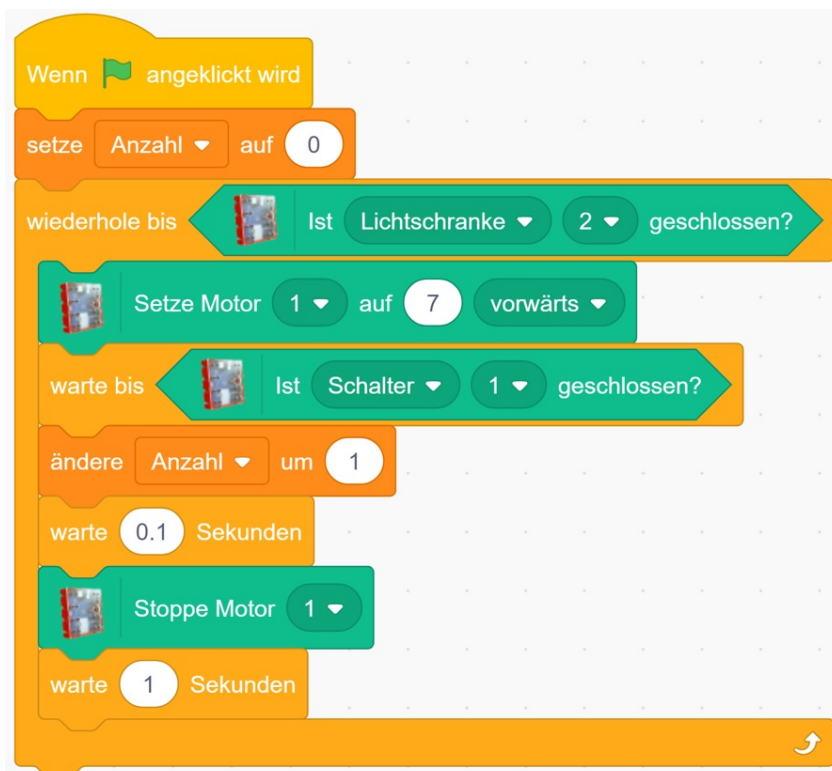 Wenn angeklickt wird
setze Anzahl auf 0
wiederhole bis Ist Lichtschranke 2 geschlossen?
Setze Motor 1 auf 7 vorwärts
warte bis Ist Schalter 1 geschlossen?
ändere Anzahl um 1
warte 0.1 Sekunden
Stoppe Motor 1
warte 1 Sekunden